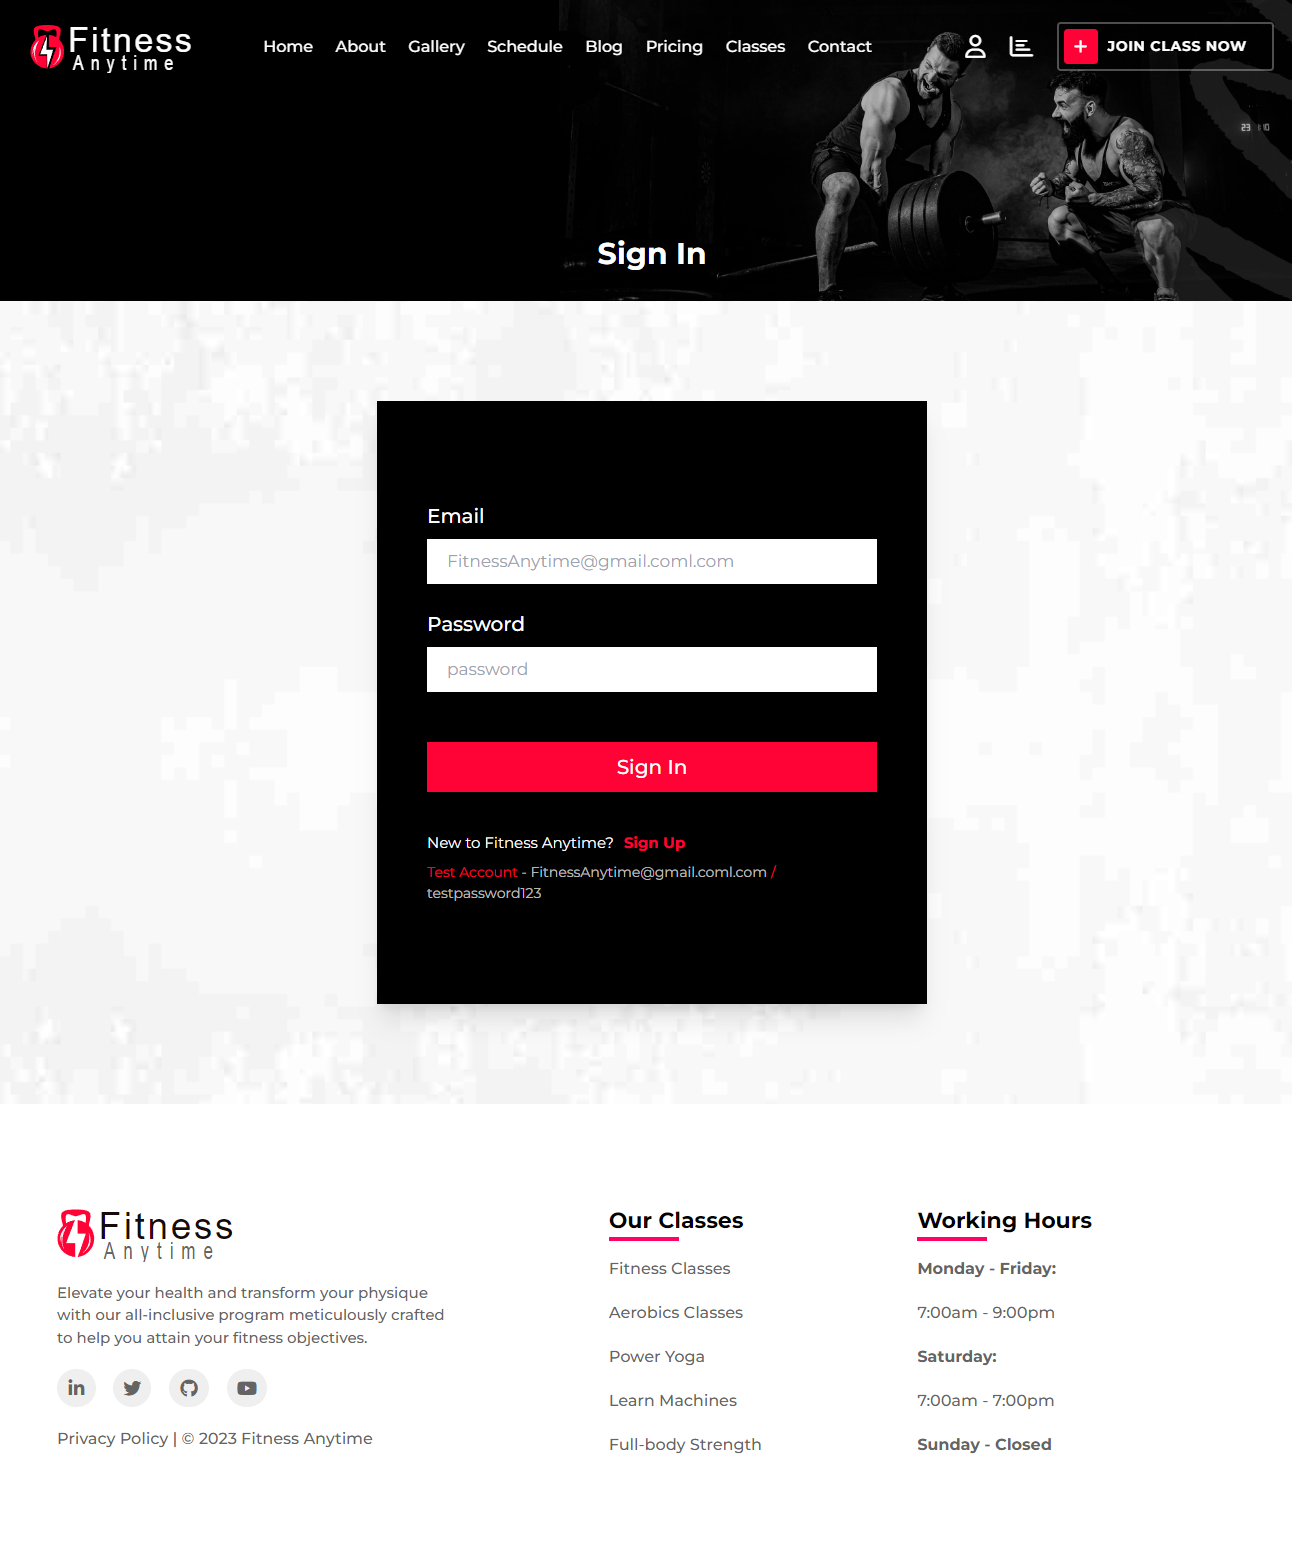 Fitness
Anytime
Home About Gallery Schedule Blog Pricing Classes Contact
JOIN CLASS NOW
23 1:10
Sign In
Email
FitnessAnytime@gmail.coml.com
Password
password
Sign In
New to Fitness Anytime? Sign Up
Test Account - FitnessAnytime@gmail.coml.com /
testpassword123
Fitness
Anytime
Elevate your health and transform your physique
with our all-inclusive program meticulously crafted
to help you attain your fitness objectives.
Privacy Policy | © 2023 Fitness Anytime
Our Classes
Fitness Classes
Aerobics Classes
Power Yoga
Learn Machines
Full-body Strength
Working Hours
Monday - Friday:
7:00am - 9:00pm
Saturday:
7:00am - 7:00pm
Sunday - Closed